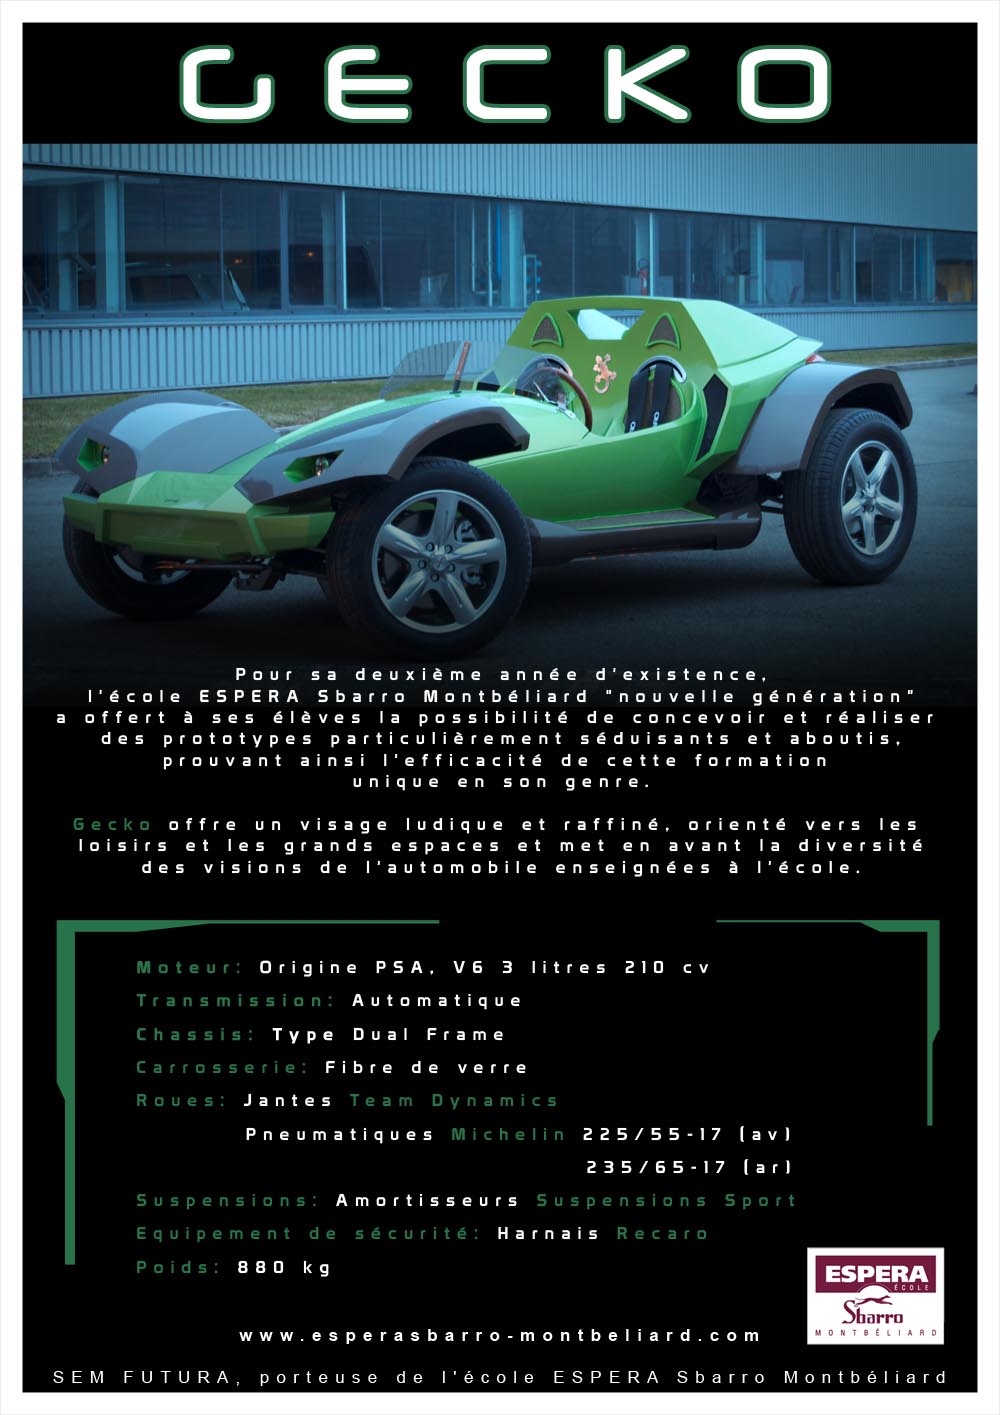 GECKO
Pour sa deuxième année d'existence,
l'école ESPERA Sbarro Montbéliard "nouvelle génération"
a offert à ses élèves la possibilité de concevoir et réaliser
des prototypes particulièrement séduisants et aboutis,
prouvant ainsi l'efficacité de cette formation
unique en son genre.
Gecko offre un visage ludique et raffiné, orienté vers les
loisirs et les grands espaces et met en avant la diversité
des visions de l'automobile enseignées à l'école.
Moteur: Origine PSA, V6 3 litres 210 cv
Transmission: Automatique
Chassis: Type Dual Frame
Carrosserie: Fibre de verre
Roues: Jantes Team Dynamics
Pneumatiques Michelin 225/55-17 (av)
235/65-17 (ar)
Suspensions: Amortisseurs Suspensions Sport
Equipement de sécurité: Harnais Recaro
Poids: 880 kg
ESPERA
ÉCOLE
Sbarro
MONTBÉLIARD
www.esperasbarro-montbeliard.com
SEM FUTURA, porteuse de l'école ESPERA Sbarro Montbéliard